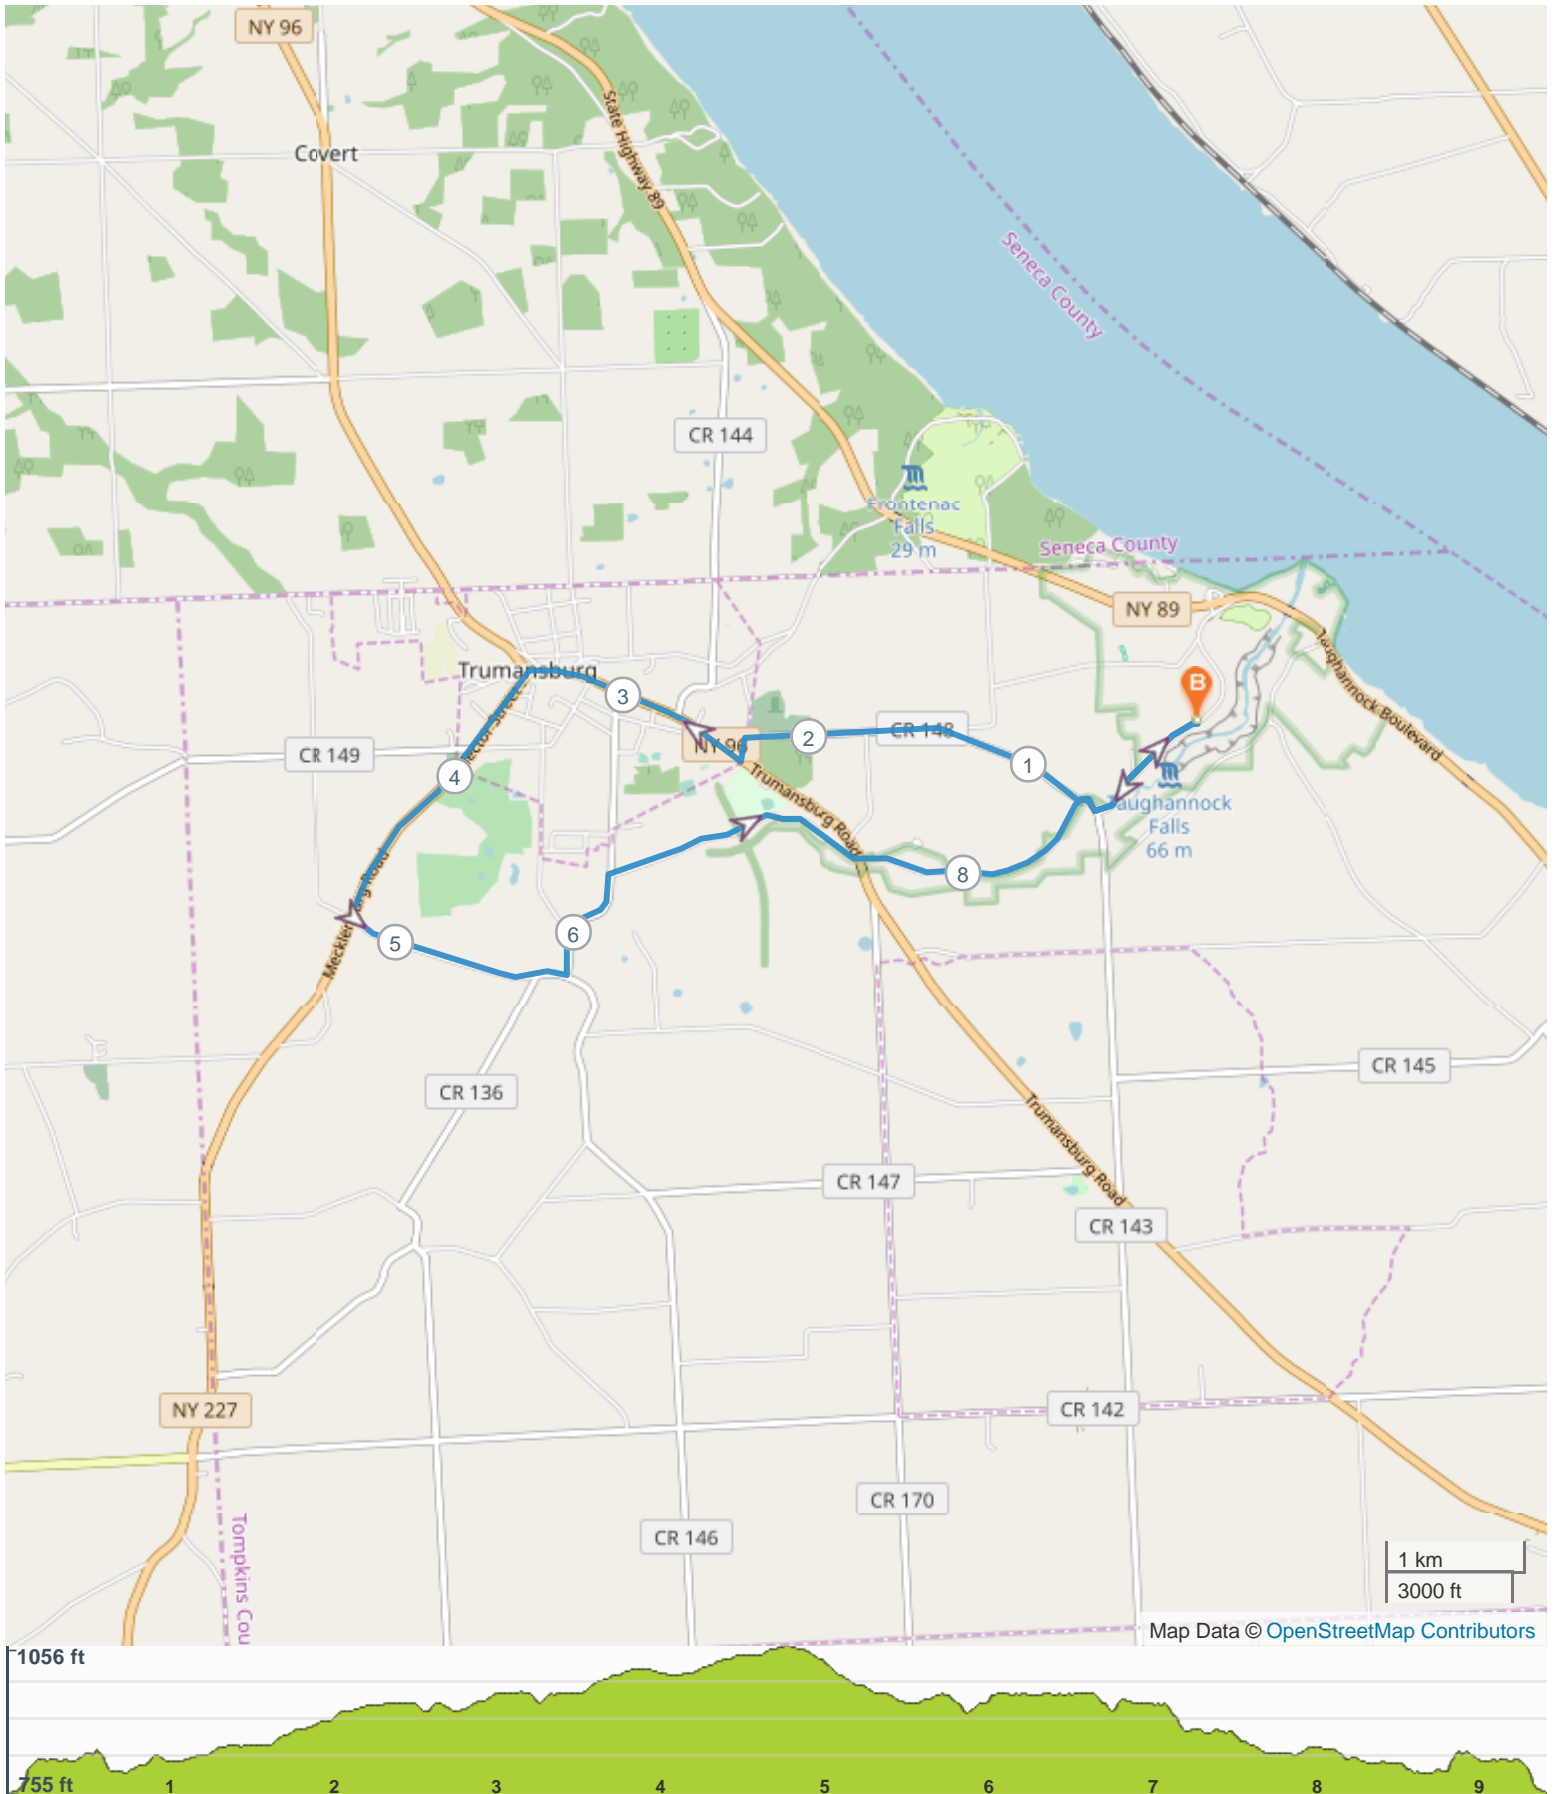 NY 96
State Highway 89
Covert
Seneca County
CR 144
Frontenac
Falls
29 m
Seneca County
NY 89
Taughannock Boulevard
Trumansburg
B
3
CR 148
2
NY 96
CR 149
1
4
Trumansburg Road
Taughannock
Falls
66 m
8
6
5
CR 145
CR 136
Trumansburg Road
CR 147
CR 143
NY 227
CR 142
CR 170
Tompkins Cou
CR 146
1 km
3000 ft
Map Data © OpenStreetMap Contributors
1056 ft
755 ft 1 2 3 4 5 6 7 8 9